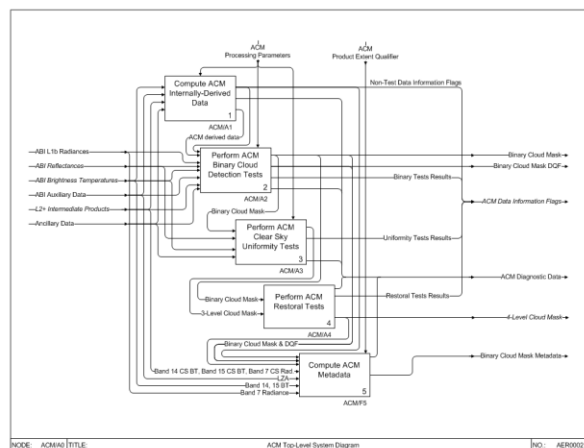 ACM
Processing Parameters
ACM
Product Extent Qualifier
Compute ACM
Internally-Derived
Data
1
ACM/A1
Non-Test Data Information Flags
ACM derived data
ABI L1b Radiances
ABI Reflectances
ABI Brightness Temperatures
ABI Auxiliary Data
L2+ Intermediate Products
Ancillary Data
Perform ACM
Binary Cloud
Detection Tests
2
ACM/A2
Binary Cloud Mask
Binary Cloud Mask DQF
Binary Tests Results
ACM Data Information Flags
Binary Cloud Mask
Perform ACM
Clear Sky
Uniformity Tests
3
ACM/A3
Uniformity Tests Results
ACM Diagnostic Data
Binary Cloud Mask
3-Level Cloud Mask
Perform ACM
Restoral Tests
4
ACM/A4
Restoral Tests Results
4-Level Cloud Mask
Binary Cloud Mask & DQF
Band 14 CS BT, Band 15 CS BT, Band 7 CS Rad
LZA
Band 14, 15 BT
Band 7 Radiance
Compute ACM
Metadata
5
ACM/F5
Binary Cloud Mask Metadata
NODE: ACM/A0 TITLE: ACM Top-Level System Diagram NO.: AER0002